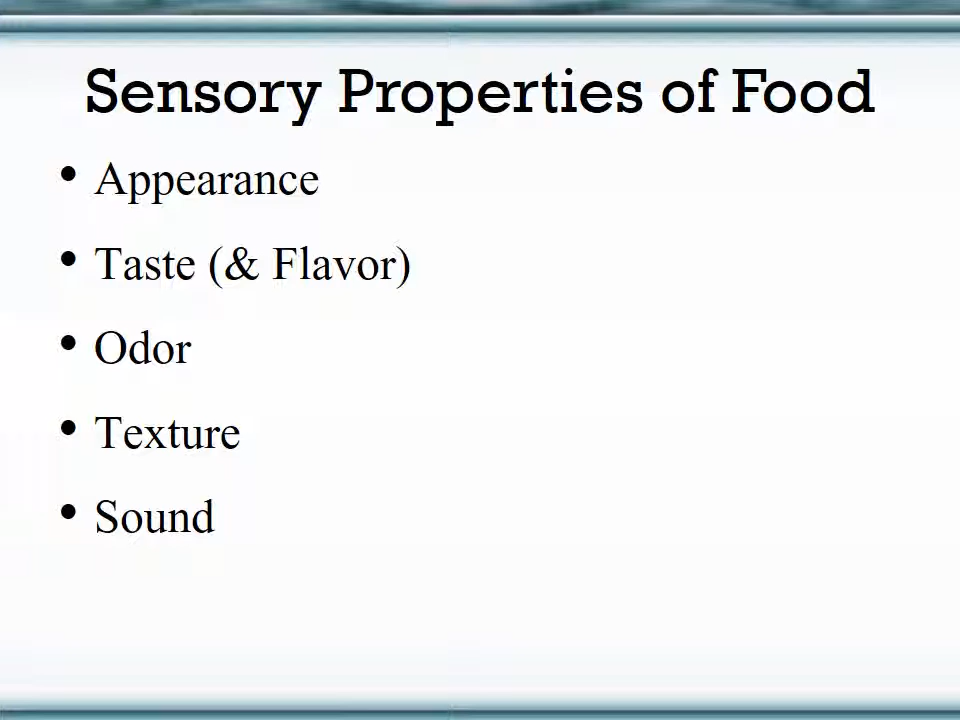 Sensory Properties of Food
• Appearance
• Taste (& Flavor)
• Odor
• Texture
• Sound